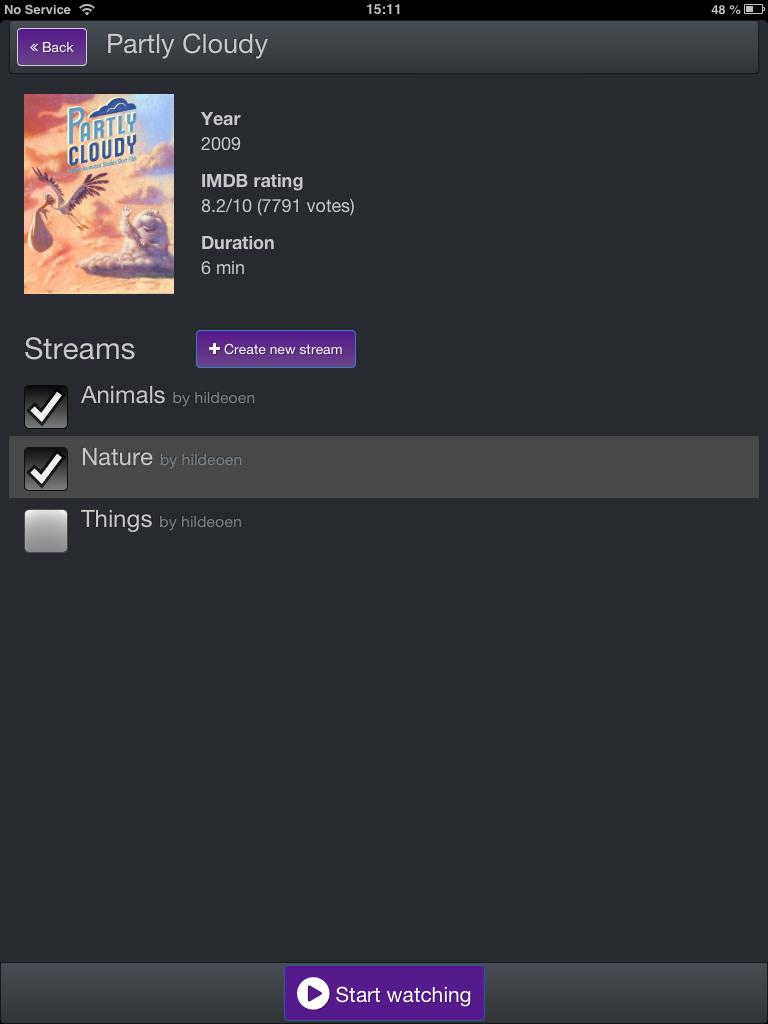 No Service 15:11 48 %
« Back Partly Cloudy
PARTLY
CLOUDY
Year
2009
IMDB rating
8.2/10 (7791 votes)
Duration
6 min
Streams + Create new stream
Animals by hildeoen
Nature by hildeoen
Things by hildeoen
Start watching